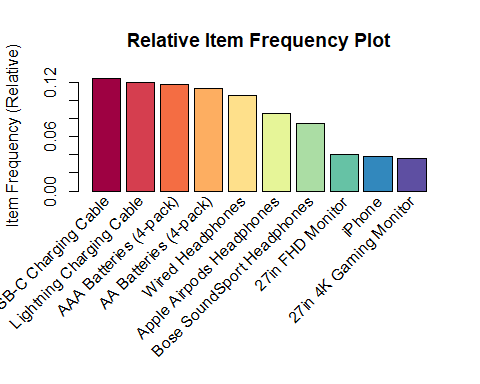 Relative Item Frequency Plot
Item Frequency (Relative)
0.12
0.06
0.00
SB-C Charging Cable
Lightning Charging Cable
AAA Batteries (4-pack)
AA Batteries (4-pack)
Wired Headphones
Apple Airpods Headphones
Bose SoundSport Headphones
27in FHD Monitor
iPhone
27in 4K Gaming Monitor